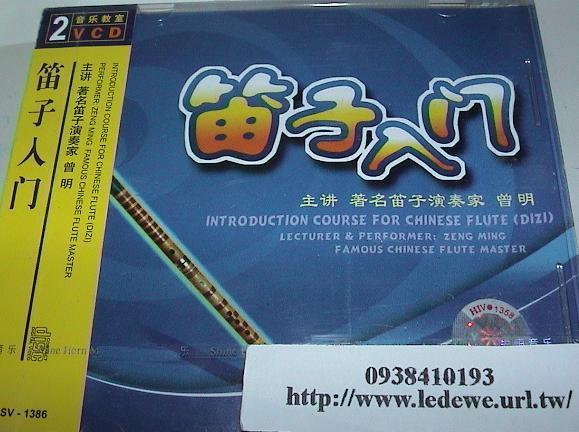 2 音乐教室
VCD
笛子入门
主讲 著名笛子演奏家 曾明
INTRODUCTION COURSE FOR CHINESE FLUTE (DIZI)
PERFORMER: ZENG MING FAMOUS CHINESE FLUTE MASTER
SV - 1386
笛子入门
主讲 著名笛子演奏家 曾明
INTRODUCTION COURSE FOR CHINESE FLUTE (DIZI)
LECTURER & PERFORMER: ZENG MING
FAMOUS CHINESE FLUTE MASTER
HJV 1358
0938410193
http://www.ledewe.url.tw/